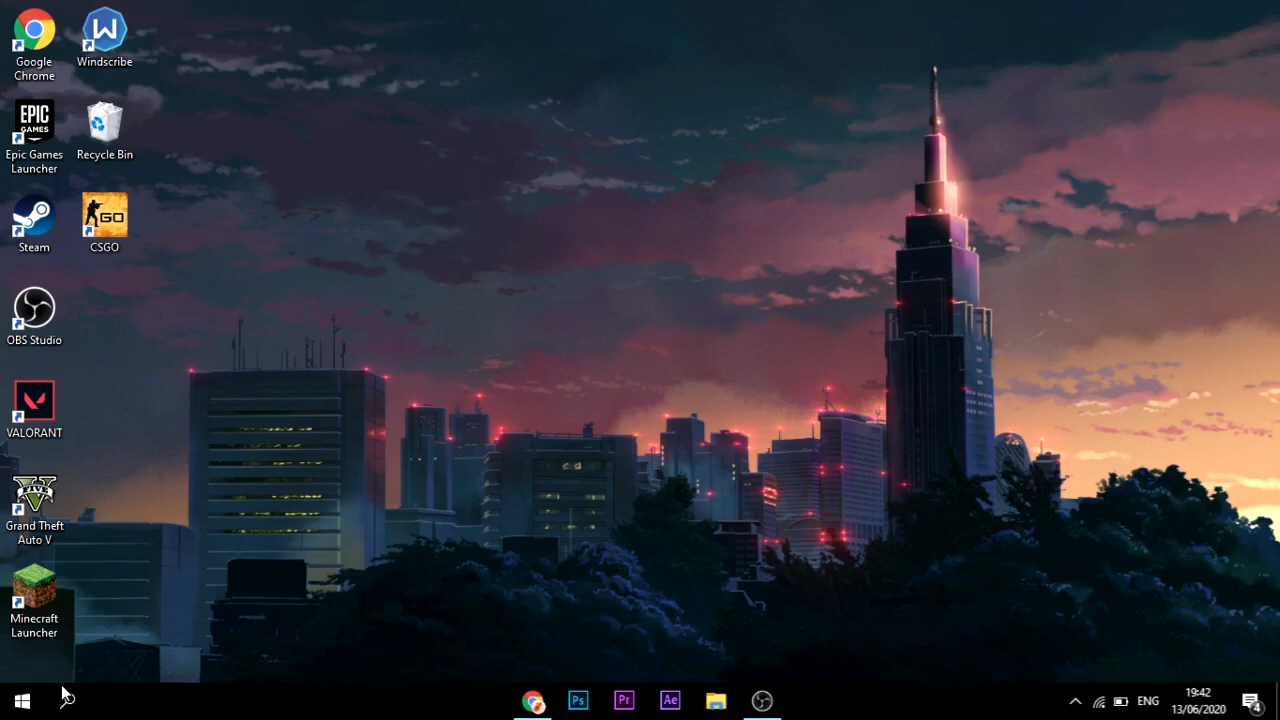 Google
Chrome
Windscribe
EPIC
GAMES
Epic Games
Launcher
Recycle Bin
Steam
GO
CSGO
OBS Studio
VALORANT
V
Grand Theft
Auto V
Minecraft
Launcher
Ps
Pr
Ae
ENG
19:42
13/06/2020
4